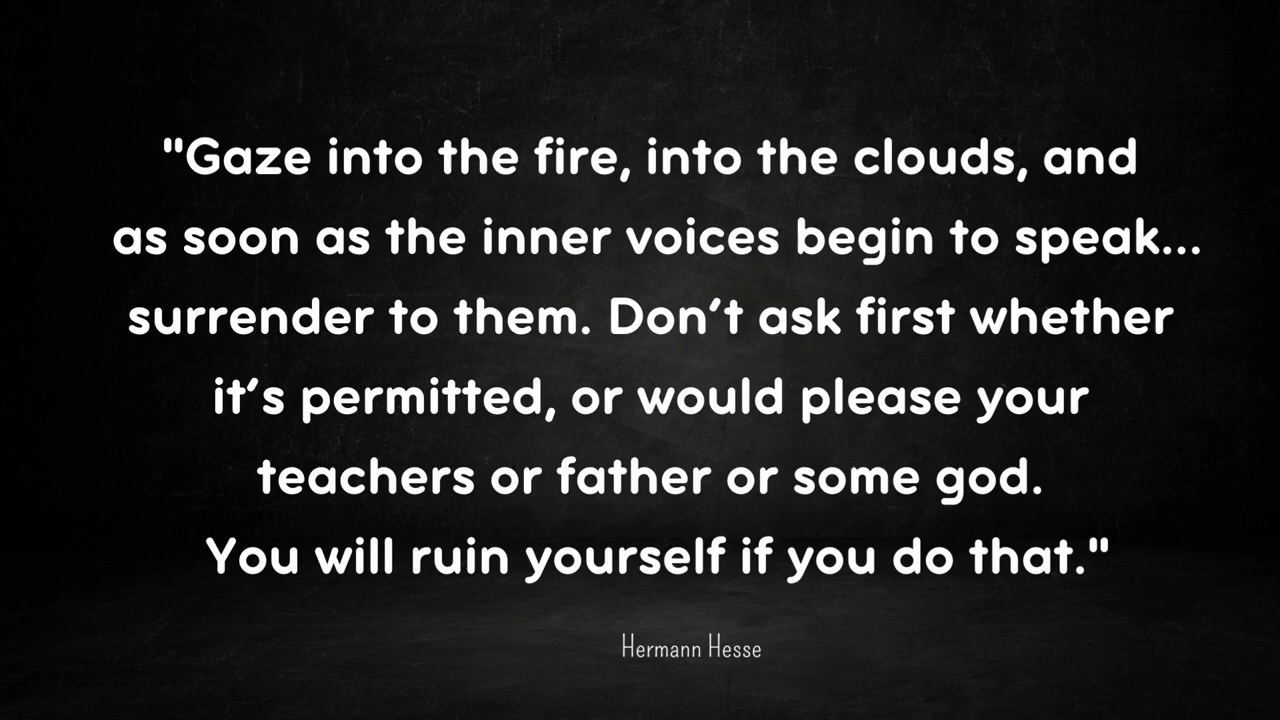 "Gaze into the fire, into the clouds, and
as soon as the inner voices begin to speak...
surrender to them. Don't ask first whether
it's permitted, or would please your
teachers or father or some god.
You will ruin yourself if you do that."
Hermann Hesse